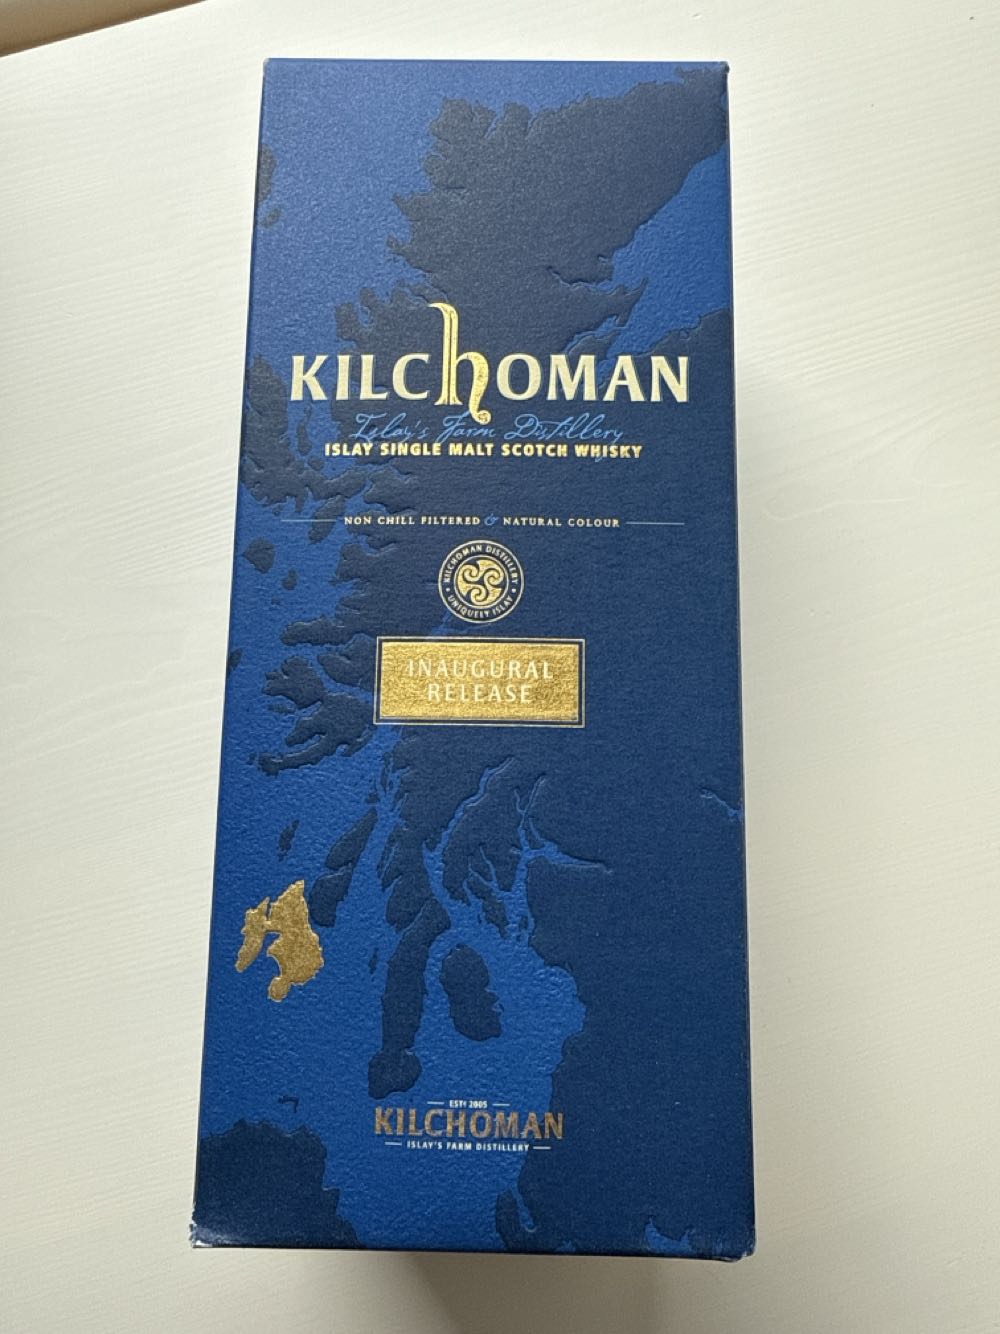 KILCHOMAN
Islay's Farm Distillery
ISLAY SINGLE MALT SCOTCH WHISKY
NON CHILL FILTERED & NATURAL COLOUR
KILCHOMAN DISTILLERY
UNIQUELY ISLAY
INAUGURAL
RELEASE
ESTd 2005
KILCHOMAN
ISLAY'S FARM DISTILLERY